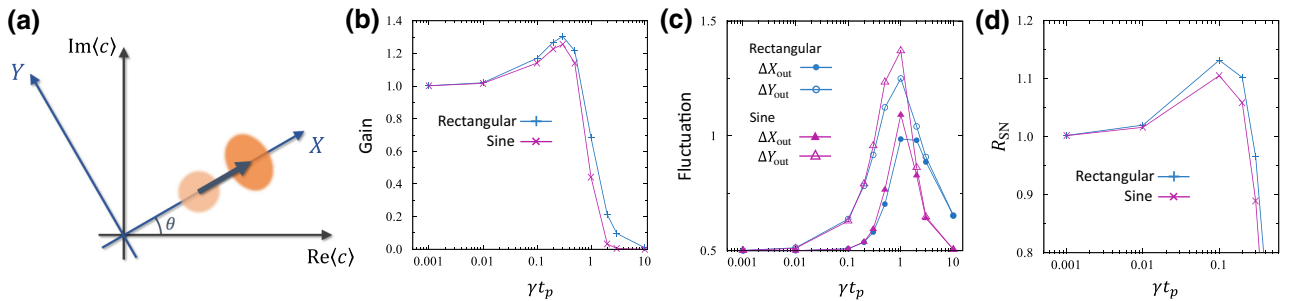 (a)
Im⟨c⟩
Y
X
θ
Re⟨c⟩
(b)
Gain
1.4
1.2
1.0
0.8
0.6
0.4
0.2
0.0
Rectangular
Sine
0.001 0.01 0.1 1 10
γt_p
(c)
Fluctuation
1.5
1
0.5
Rectangular
ΔX_out
ΔY_out
Sine
ΔX_out
ΔY_out
0.001 0.01 0.1 1 10
γt_p
(d)
R_SN
1.2
1.1
1.0
0.9
0.8
Rectangular
Sine
0.001 0.01 0.1 1
γt_p